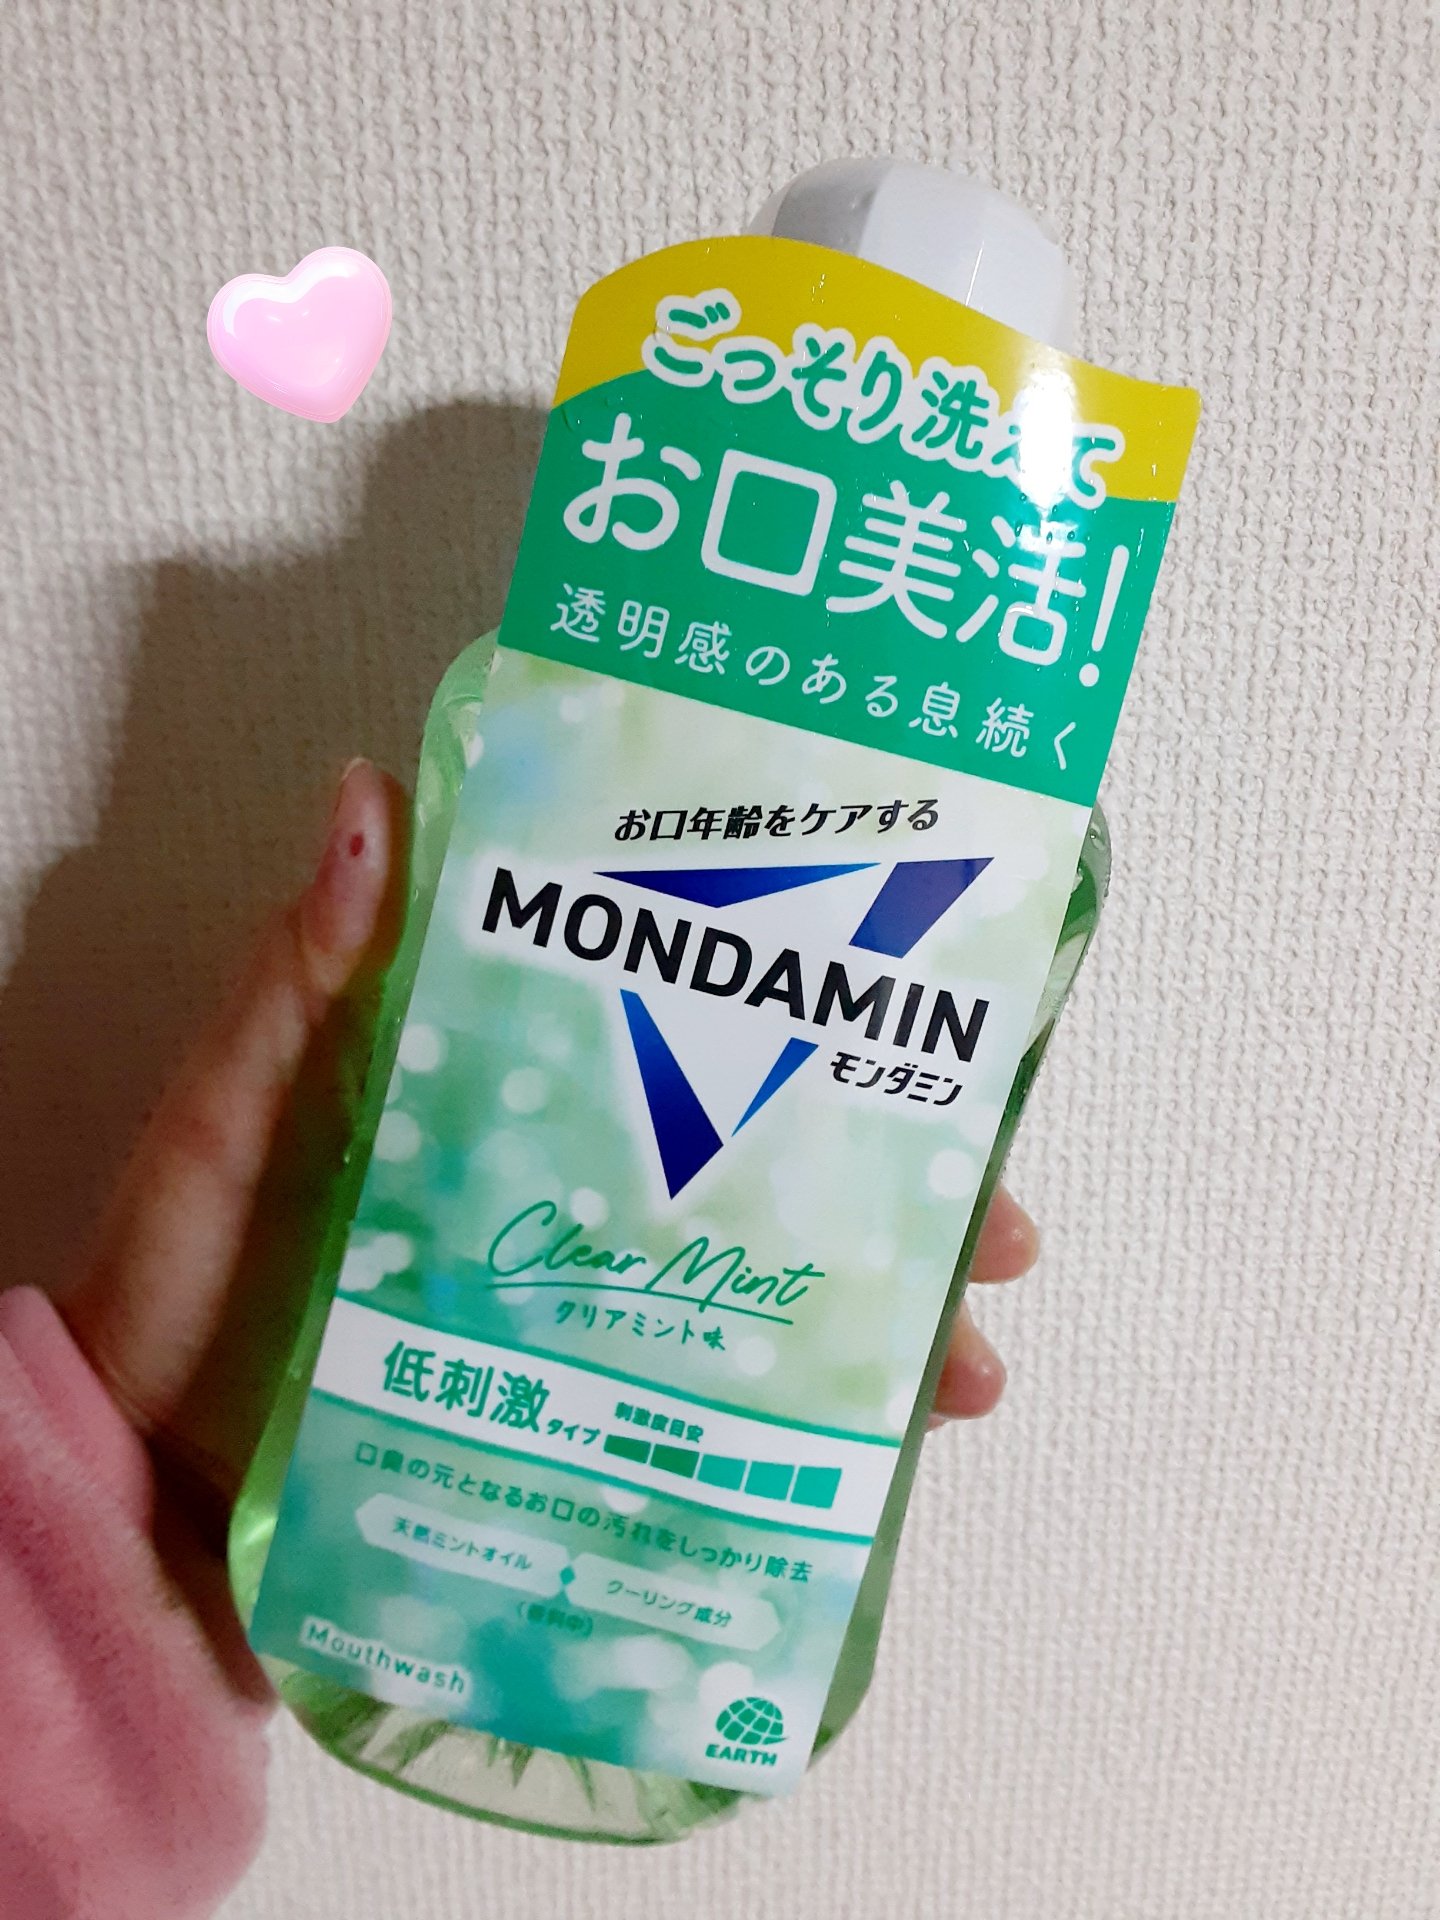 ごっそり洗えて
お口美活!
透明感のある息続く
お口年齢をケアする
MONDAMIN
モンダミン
Clear Mint
クリアミント味
低刺激タイプ 刺激度目安
口臭の元となるお口の汚れをしっかり除去
天然ミントオイル クーリング成分
(香料中)
Mouthwash
EARTH